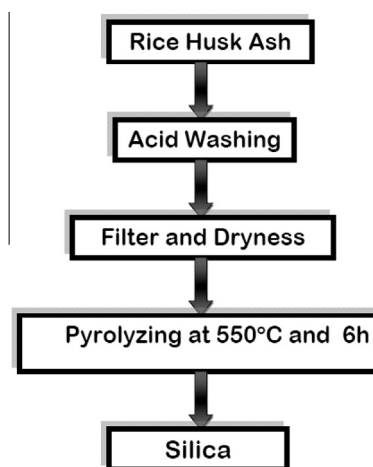 Rice Husk Ash
Acid Washing
Filter and Dryness
Pyrolyzing at 550°C and 6h
Silica